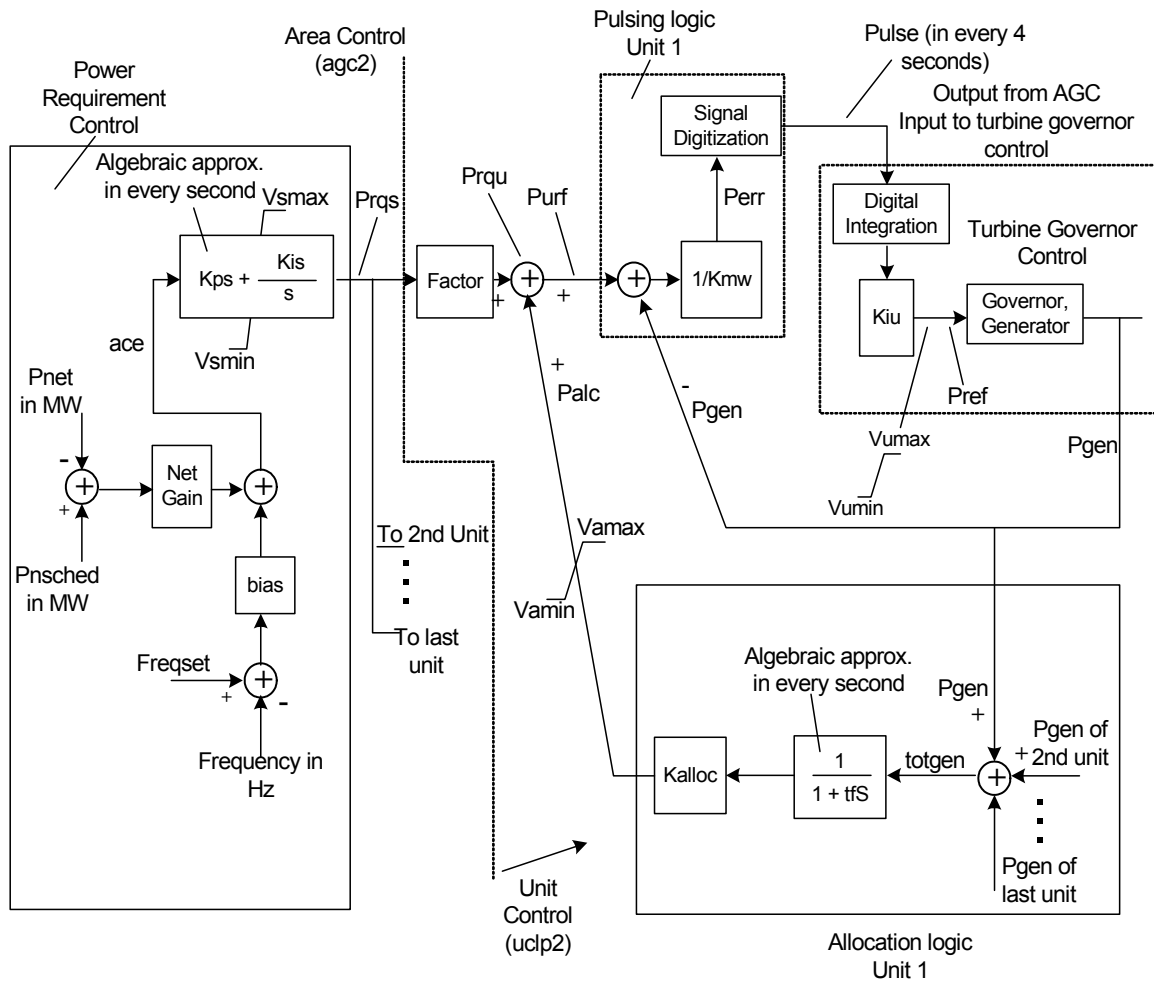 Pulsing logic
Unit 1
Area Control
(agc2)
Pulse (in every 4
seconds)
Power
Requirement
Control
Output from AGC
Input to turbine governor
control
Signal
Digitization
Algebraic approx.
in every second
Vsmax
Prqs
Prqu
Purf
Perr
Digital
Integration
Turbine Governor
Control
Kps + Kis
s
Factor
+
+
+
+
1/Kmw
Kiu
Governor,
Generator
Vsmin
ace
+
Palc
-
Pgen
Pref
Pnet
in MW
Vumax
Pgen
Vumin
-
+
+
Net
Gain
+
Vamax
To 2nd Unit
Pnsched
in MW
bias
Vamin
To last
unit
Freqset
+
+
-
Algebraic approx.
in every second
Pgen
+
Pgen of
2nd unit
+
Frequency in
Hz
Kalloc
1
1 + tfS
totgen
+
Pgen of
last unit
Unit
Control
(uclp2)
Allocation logic
Unit 1